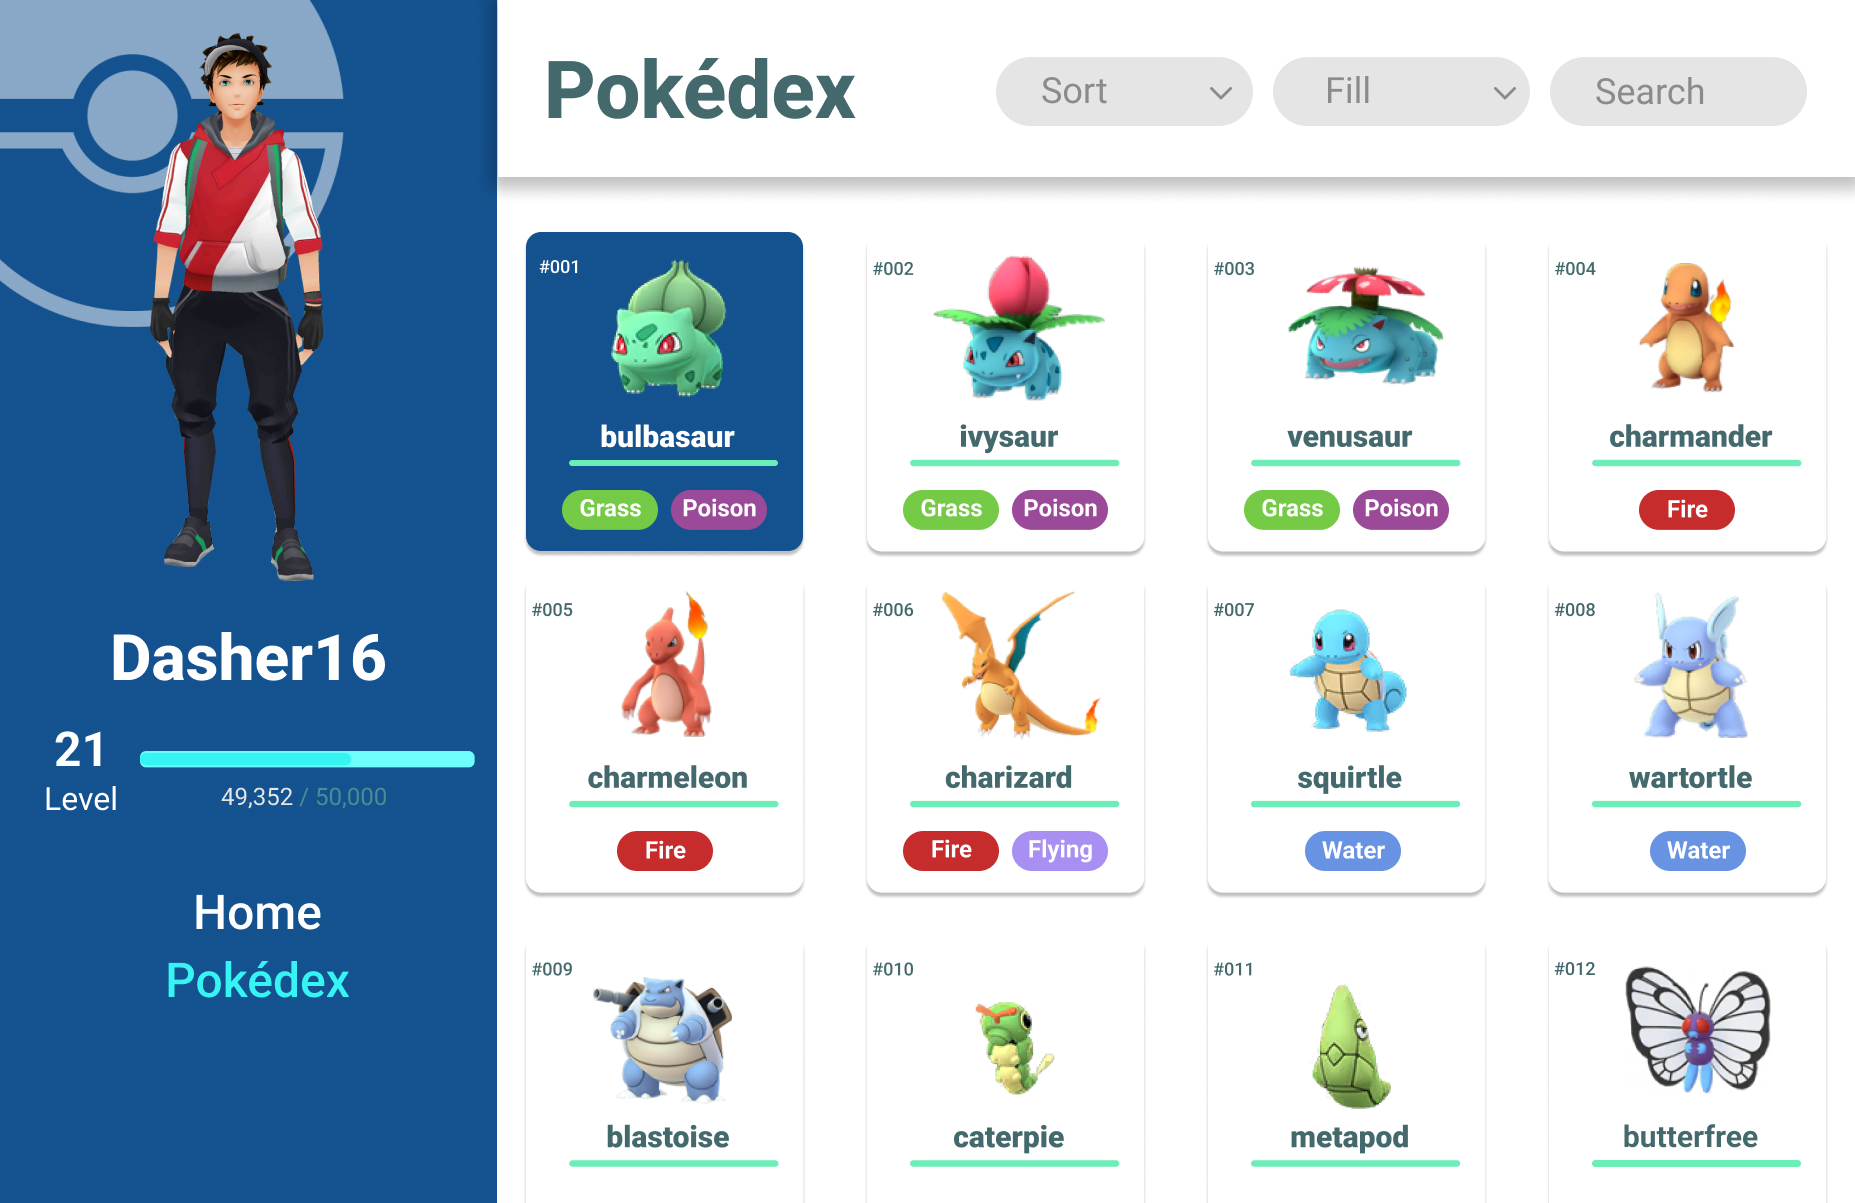 Dasher16
21
Level
49,352 / 50,000
Home
Pokédex
Pokédex
Sort
Fill
Search
#001
bulbasaur
Grass Poison
#002
ivysaur
Grass Poison
#003
venusaur
Grass Poison
#004
charmander
Fire
#005
charmeleon
Fire
#006
charizard
Fire Flying
#007
squirtle
Water
#008
wartortle
Water
#009
blastoise
#010
caterpie
#011
metapod
#012
butterfree